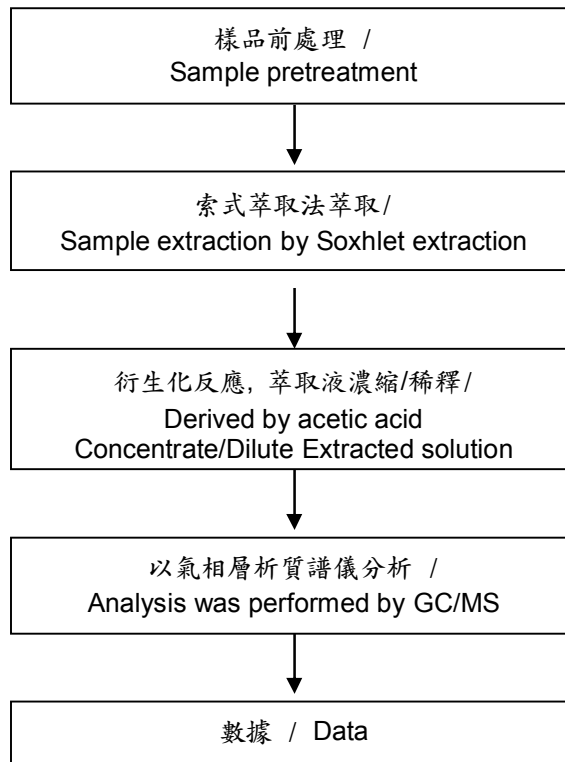 樣品前處理 /
Sample pretreatment
索式萃取法萃取/
Sample extraction by Soxhlet extraction
衍生化反應, 萃取液濃縮/稀釋/
Derived by acetic acid
Concentrate/Dilute Extracted solution
以氣相層析質譜儀分析 /
Analysis was performed by GC/MS
數據 / Data